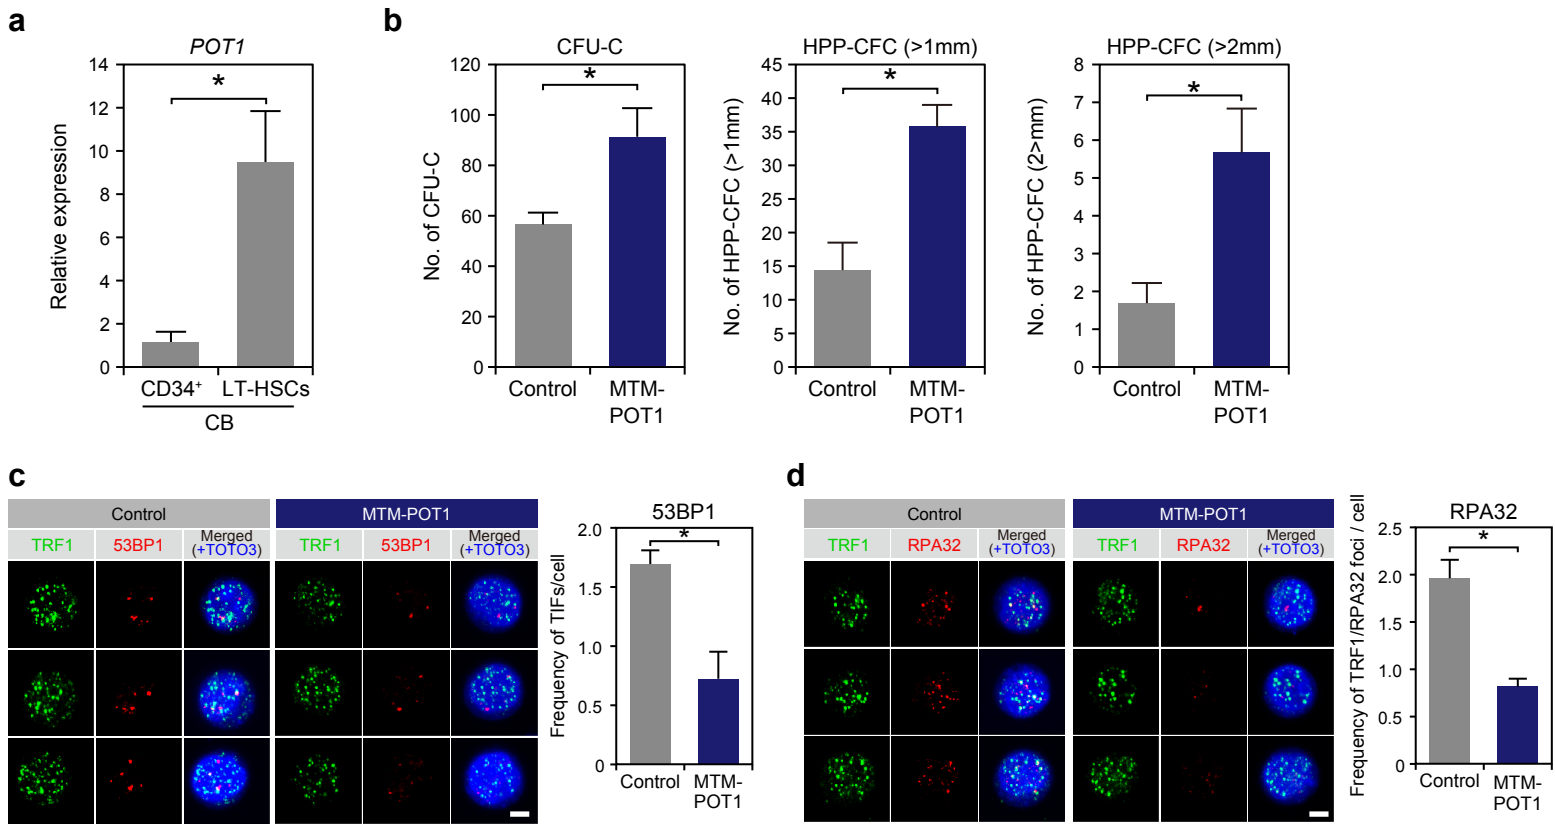 a
POT1
Relative expression
14
12
10
8
6
4
2
0
*
CD34⁺ LT-HSCs
CB
b
CFU-C
No. of CFU-C
120
100
80
60
40
20
0
*
Control
MTM-
POT1
HPP-CFC (>1mm)
No. of HPP-CFC (>1mm)
45
40
35
30
25
20
15
10
5
0
*
Control
MTM-
POT1
HPP-CFC (>2mm)
No. of HPP-CFC (2>mm)
8
7
6
5
4
3
2
1
0
*
Control
MTM-
POT1
c
Control
MTM-POT1
TRF1
53BP1
Merged
(+TOTO3)
TRF1
53BP1
Merged
(+TOTO3)
53BP1
Frequency of TIFs/cell
2.0
1.5
1.0
0.5
0
*
Control
MTM-
POT1
d
Control
MTM-POT1
TRF1
RPA32
Merged
(+TOTO3)
TRF1
RPA32
Merged
(+TOTO3)
RPA32
Frequency of TRF1/RPA32 foci / cell
2.5
2.0
1.5
1.0
0.5
0
*
Control
MTM-
POT1